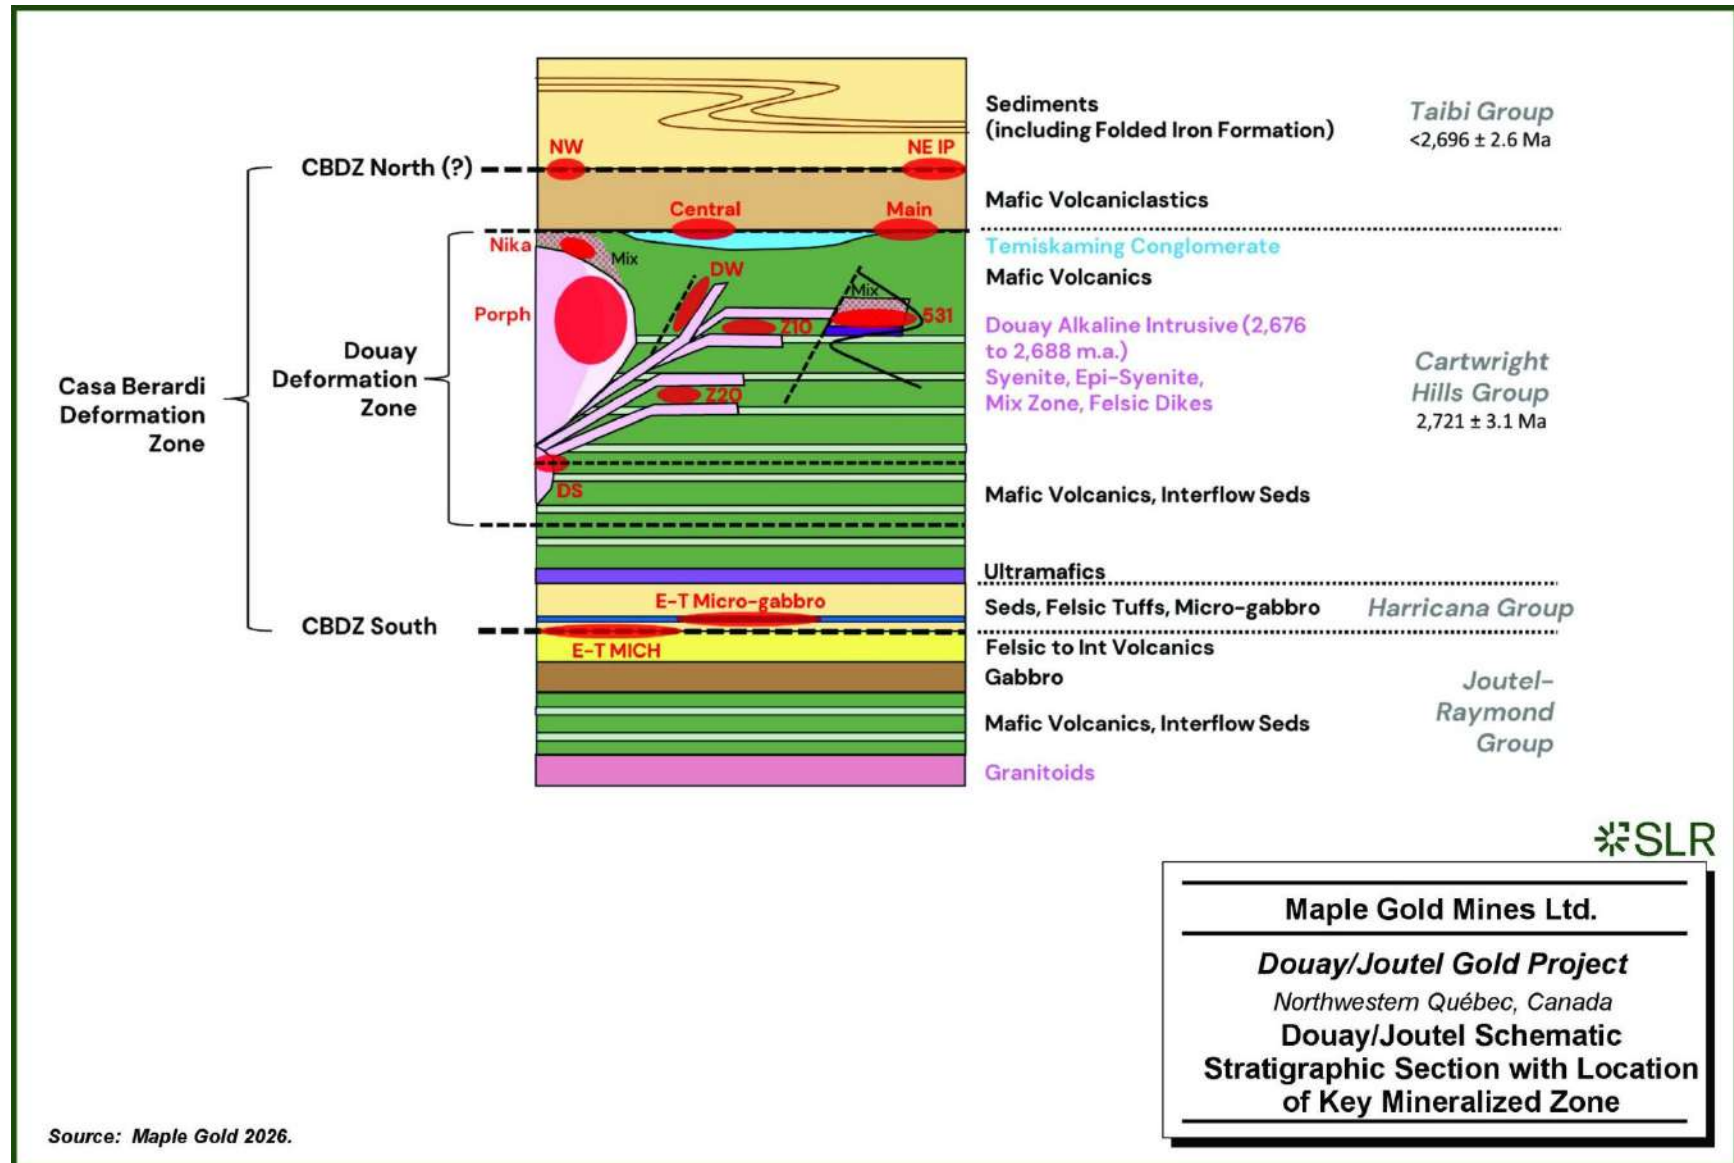 Sediments
(including Folded Iron Formation)
Taibi Group
<2,696 ± 2.6 Ma
NW
NE IP
CBDZ North (?)
Mafic Volcaniclastics
Central
Main
Nika
Mix
Temiskaming Conglomerate
Mafic Volcanics
DW
Mix
Porph
Z10
531
Douay Alkaline Intrusive (2,676
to 2,688 m.a.)
Syenite, Epi-Syenite,
Mix Zone, Felsic Dikes
Douay
Deformation
Zone
Cartwright
Hills Group
2,721 ± 3.1 Ma
Casa Berardi
Deformation
Zone
Z20
DS
Mafic Volcanics, Interflow Seds
Ultramafics
E-T Micro-gabbro
Seds, Felsic Tuffs, Micro-gabbro
Harricana Group
CBDZ South
E-T MICH
Felsic to Int Volcanics
Gabbro
Joutel-
Raymond
Group
Mafic Volcanics, Interflow Seds
Granitoids
SLR
Maple Gold Mines Ltd.
Douay/Joutel Gold Project
Northwestern Québec, Canada
Douay/Joutel Schematic
Stratigraphic Section with Location
of Key Mineralized Zone
Source: Maple Gold 2026.